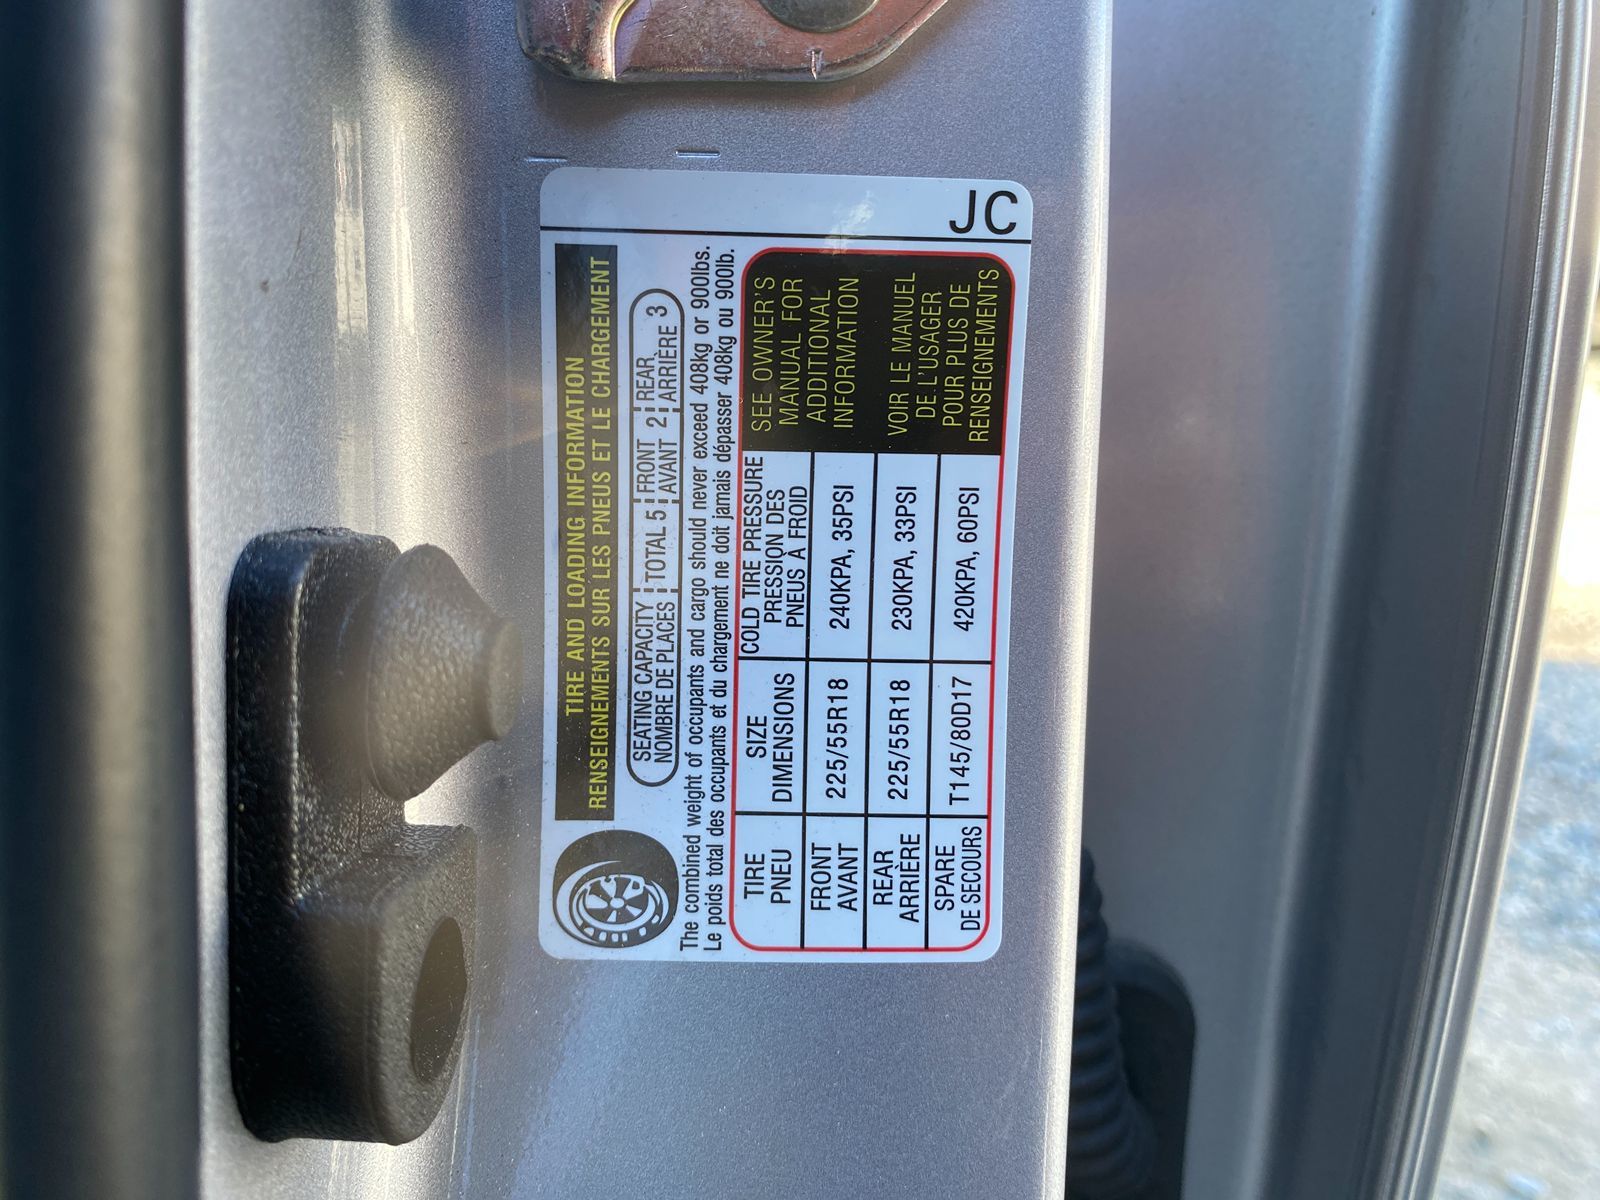 TIRE AND LOADING INFORMATION
RENSEIGNEMENTS SUR LES PNEUS ET LE CHARGEMENT
SEATING CAPACITY TOTAL 5 FRONT 2 REAR 3
NOMBRE DE PLACES AVANT ARRIÈRE
The combined weight of occupants and cargo should never exceed 408kg or 900lbs.
Le poids total des occupants et du chargement ne doit jamais dépasser 408kg ou 900lb.
TIRE
PNEU
SIZE
DIMENSIONS
COLD TIRE PRESSURE
PRESSION DES
PNEUS À FROID
FRONT
AVANT
225/55R18
240KPA, 35PSI
REAR
ARRIÈRE
225/55R18
230KPA, 33PSI
SPARE
DE SECOURS
T145/80D17
420KPA, 60PSI
SEE OWNER'S
MANUAL FOR
ADDITIONAL
INFORMATION
VOIR LE MANUEL
DE L'USAGER
POUR PLUS DE
RENSEIGNEMENTS
JC